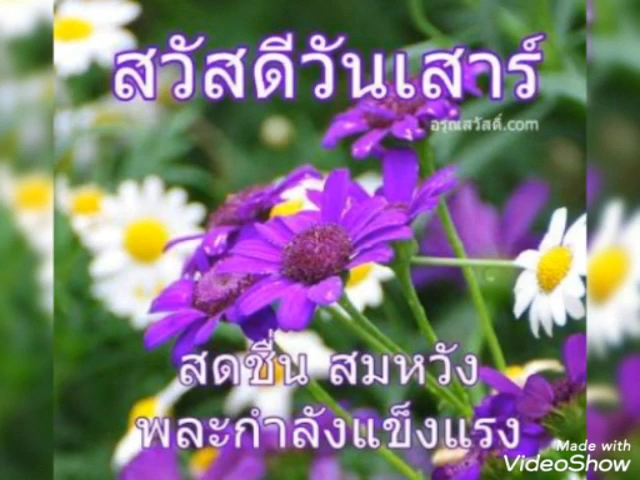 สวัสดีวันเสาร์
อรุณสวัสดิ์.com
สดชื่น สมหวัง
พละกำลังแข็งแรง
Made with
VideoShow